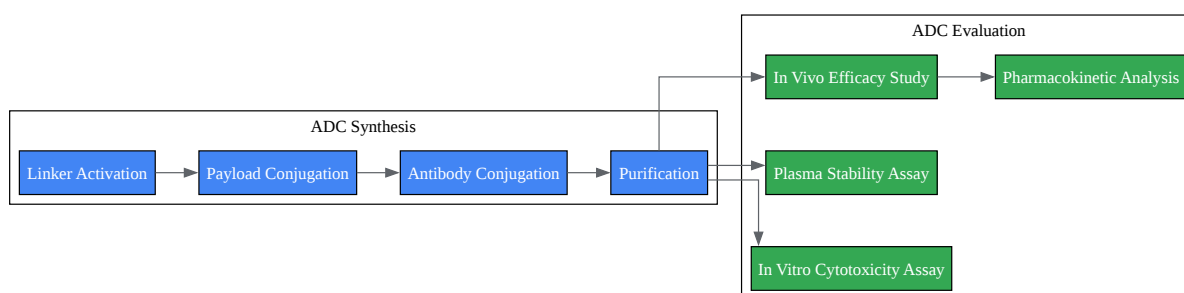 ADC Synthesis
Linker Activation
Payload Conjugation
Antibody Conjugation
Purification
ADC Evaluation
In Vivo Efficacy Study
Pharmacokinetic Analysis
Plasma Stability Assay
In Vitro Cytotoxicity Assay